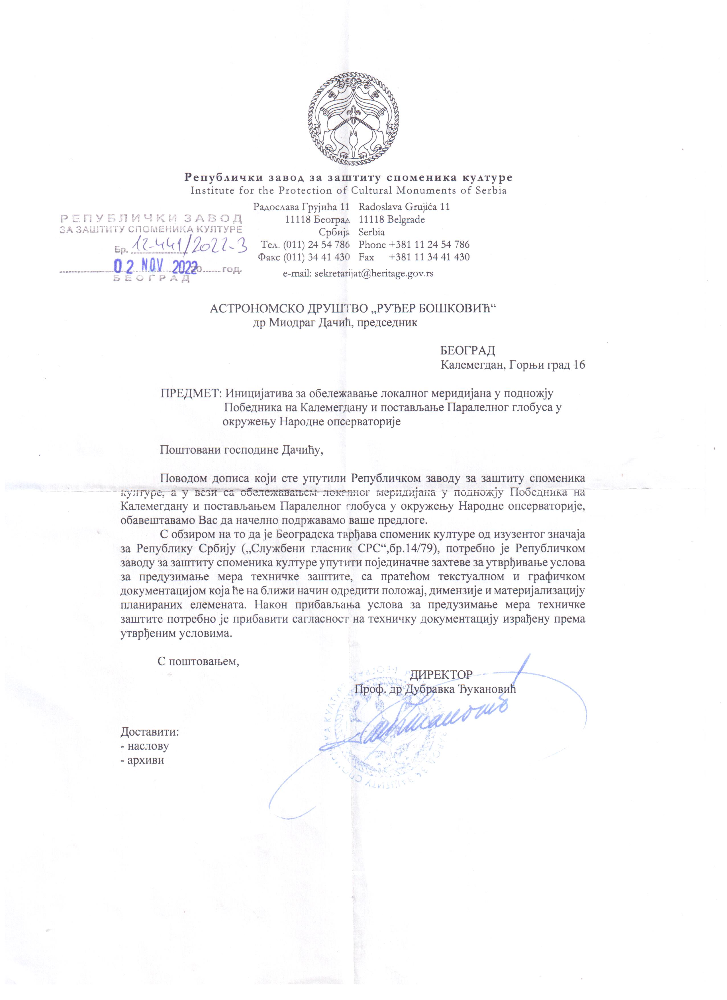 Републички завод за заштиту споменика културе
Institute for the Protection of Cultural Monuments of Serbia
Радослава Грујића 11 Radoslava Grujića 11
11118 Београд 11118 Belgrade
Србија Serbia
Тел. (011) 24 54 786 Phone +381 11 24 54 786
Факс (011) 34 41 430 Fax +381 11 34 41 430
e-mail: sekretarijat@heritage.gov.rs
РЕПУБЛИЧКИ ЗАВОД
ЗА ЗАШТИТУ СПОМЕНИКА КУЛТУРЕ
Бр. 12-441/2022-3
02 NOV 2022 20 год.
БЕОГРАД
АСТРОНОМСКО ДРУШТВО „РУЂЕР БОШКОВИЋ“
др Миодраг Дачић, председник
БЕОГРАД
Калемегдан, Горњи град 16
ПРЕДМЕТ: Иницијатива за обележавање локалног меридијана у подножју
Победника на Калемегдану и постављање Паралелног глобуса у
окружењу Народне опсерваторије
Поштовани господине Дачићу,
Поводом дописа који сте упутили Републичком заводу за заштиту споменика
културе, а у вези са обележавањем локалног меридијана у подножју Победника на
Калемегдану и постављањем Паралелног глобуса у окружењу Народне опсерваторије,
обавештавамо Вас да начелно подржавамо ваше предлоге.
С обзиром на то да је Београдска тврђава споменик културе од изузентог значаја
за Републику Србију („Службени гласник СРС“,бр.14/79), потребно је Републичком
заводу за заштиту споменика културе упутити појединачне захтеве за утврђивање услова
за предузимање мера техничке заштите, са пратећом текстуалном и графичком
документацијом која ће на ближи начин одредити положај, димензије и материјализацију
планираних елемената. Након прибављања услова за предузимање мера техничке
заштите потребно је прибавити сагласност на техничку документацију израђену према
утврђеним условима.
С поштовањем,
ДИРЕКТОР
Проф. др Дубравка Ђукановић
Доставити:
- наслову
- архиви